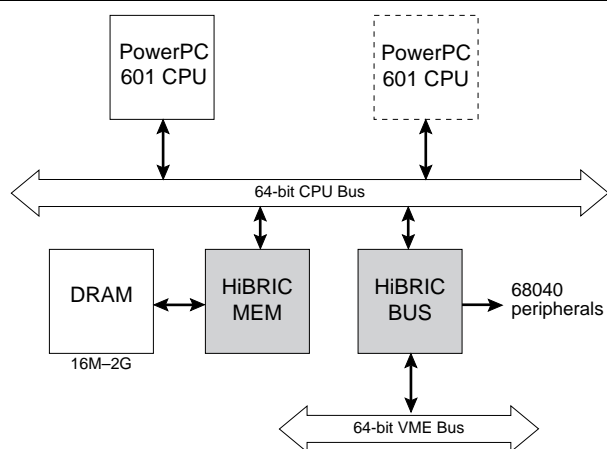 PowerPC
601 CPU
PowerPC
601 CPU
64-bit CPU Bus
DRAM
16M–2G
HiBRIC
MEM
HiBRIC
BUS
68040
peripherals
64-bit VME Bus